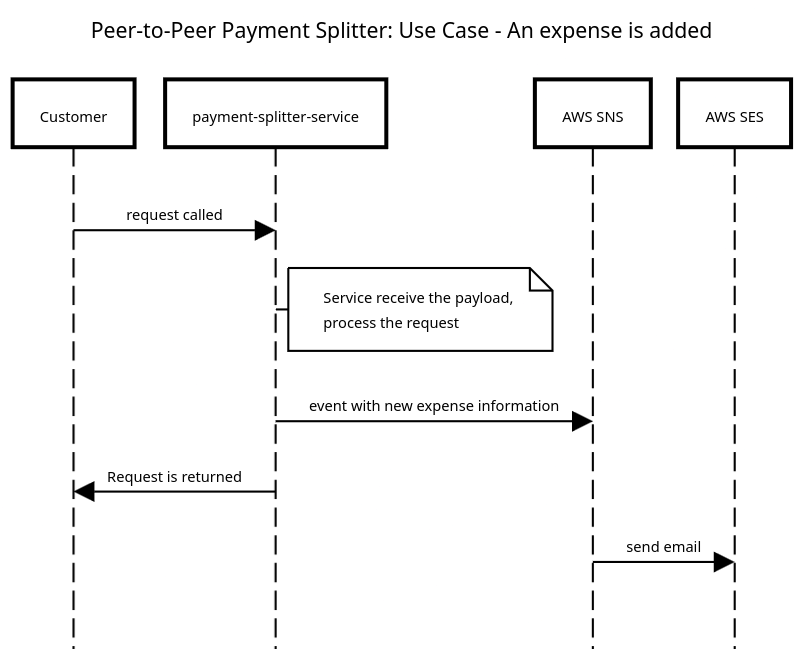 Peer-to-Peer Payment Splitter: Use Case - An expense is added
Customer
payment-splitter-service
AWS SNS
AWS SES
request called
Service receive the payload,
process the request
event with new expense information
Request is returned
send email